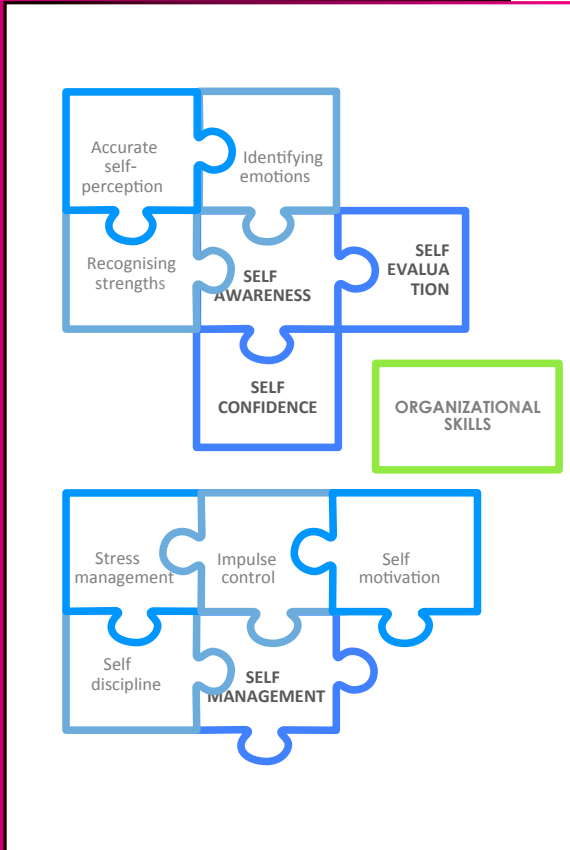 Accurate
self-
perception
Identifying
emotions
Recognising
strengths
SELF
AWARENESS
SELF
EVALUA
TION
SELF
CONFIDENCE
ORGANIZATIONAL
SKILLS
Stress
management
Impulse
control
Self
motivation
Self
discipline
SELF
MANAGEMENT